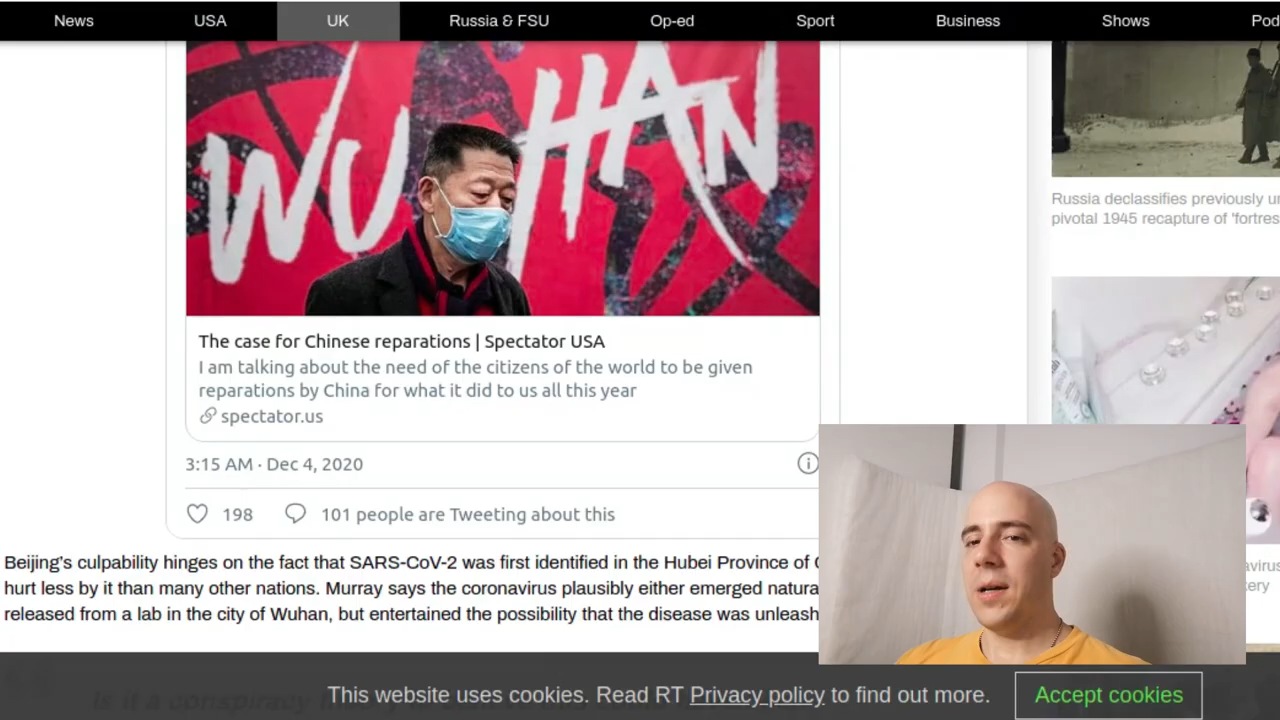 News USA UK Russia & FSU Op-ed Sport Business Shows
WUHAN
The case for Chinese reparations | Spectator USA
I am talking about the need of the citizens of the world to be given
reparations by China for what it did to us all this year
spectator.us
3:15 AM · Dec 4, 2020
198 101 people are Tweeting about this
Beijing's culpability hinges on the fact that SARS-CoV-2 was first identified in the Hubei Province of
hurt less by it than many other nations. Murray says the coronavirus plausibly either emerged natura
released from a lab in the city of Wuhan, but entertained the possibility that the disease was unleash
Russia declassifies previously un
pivotal 1945 recapture of 'fortres
This website uses cookies. Read RT Privacy policy to find out more. Accept cookies